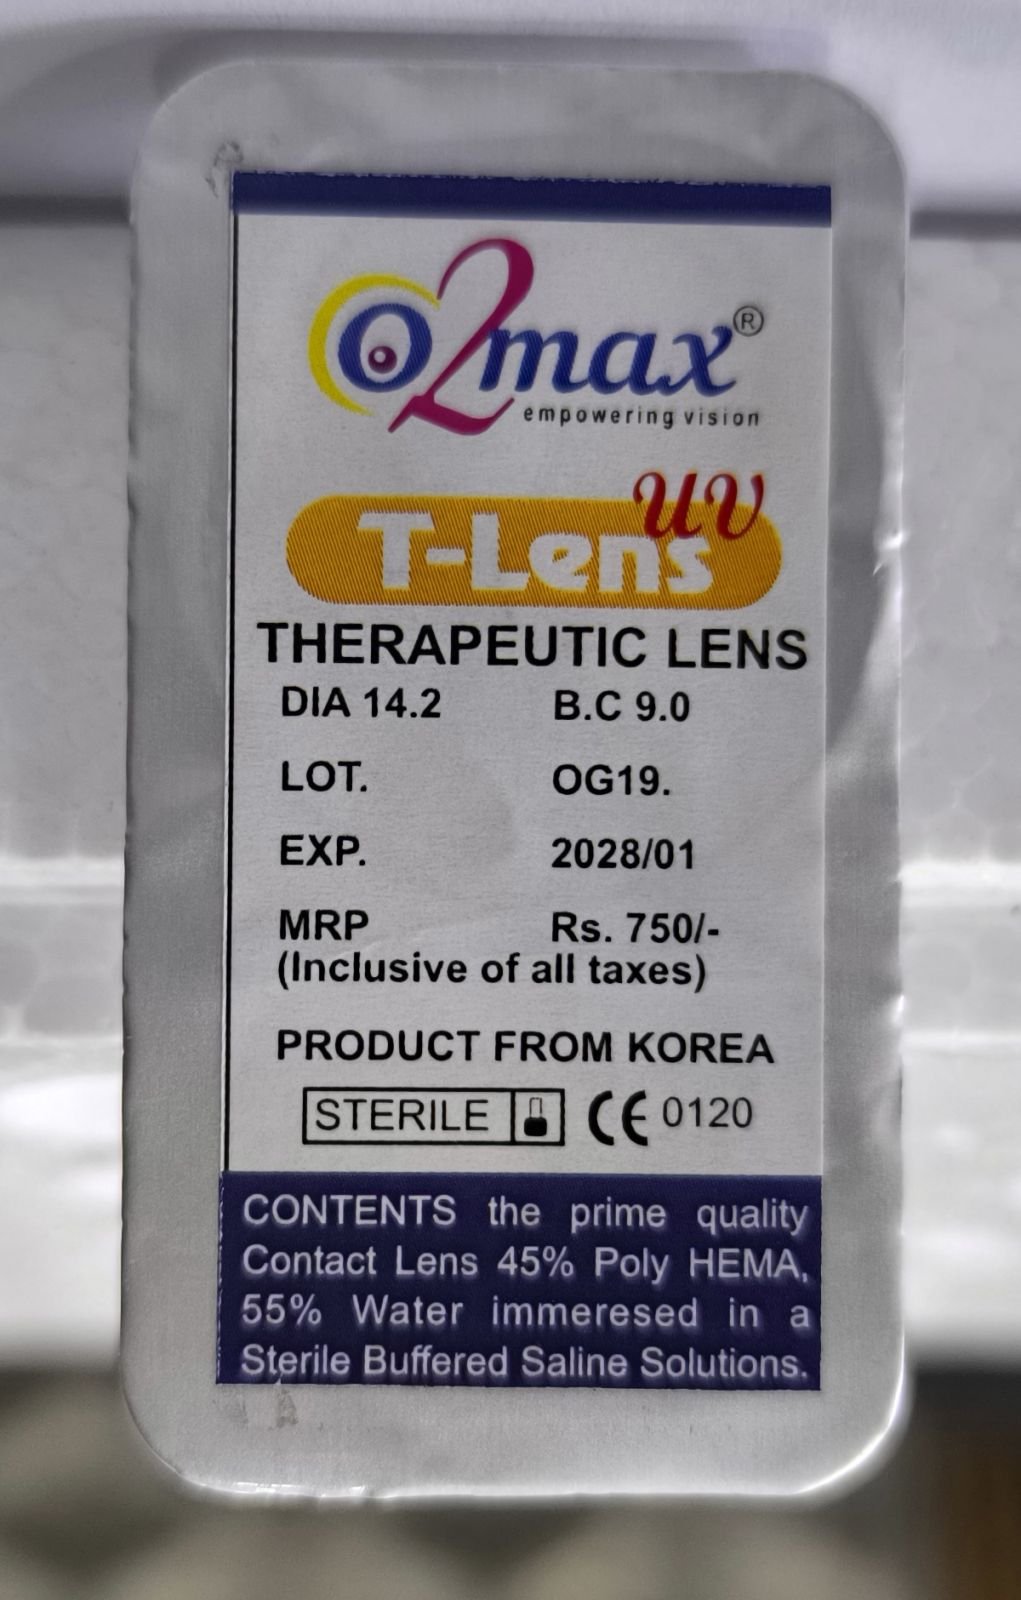 O2max®
empowering vision
T-Lens uv
THERAPEUTIC LENS
DIA 14.2 B.C 9.0
LOT. OG19.
EXP. 2028/01
MRP Rs. 750/-
(Inclusive of all taxes)
PRODUCT FROM KOREA
STERILE CE 0120
CONTENTS the prime quality
Contact Lens 45% Poly HEMA,
55% Water immeresed in a
Sterile Buffered Saline Solutions.